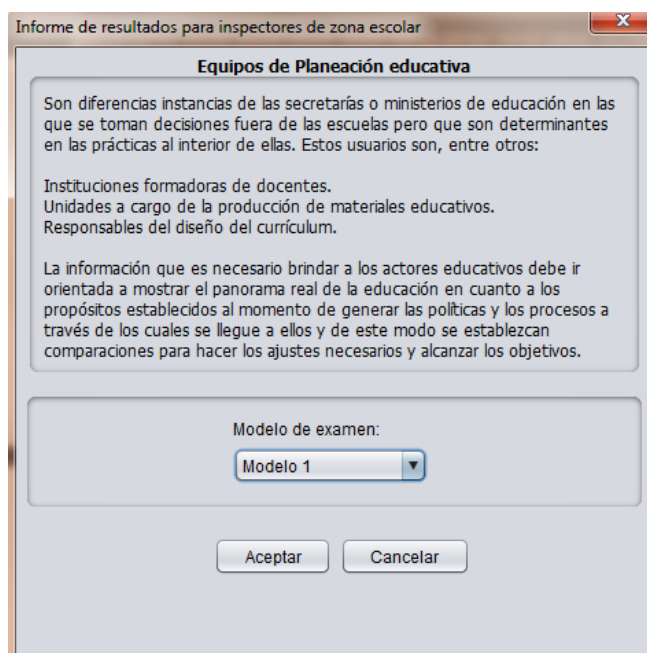 Informe de resultados para inspectores de zona escolar
Equipos de Planeación educativa
Son diferencias instancias de las secretarías o ministerios de educación en las
que se toman decisiones fuera de las escuelas pero que son determinantes
en las prácticas al interior de ellas. Estos usuarios son, entre otros:
Instituciones formadoras de docentes.
Unidades a cargo de la producción de materiales educativos.
Responsables del diseño del currículum.
La información que es necesario brindar a los actores educativos debe ir
orientada a mostrar el panorama real de la educación en cuanto a los
propósitos establecidos al momento de generar las políticas y los procesos a
través de los cuales se llegue a ellos y de este modo se establezcan
comparaciones para hacer los ajustes necesarios y alcanzar los objetivos.
Modelo de examen:
Modelo 1
Aceptar Cancelar